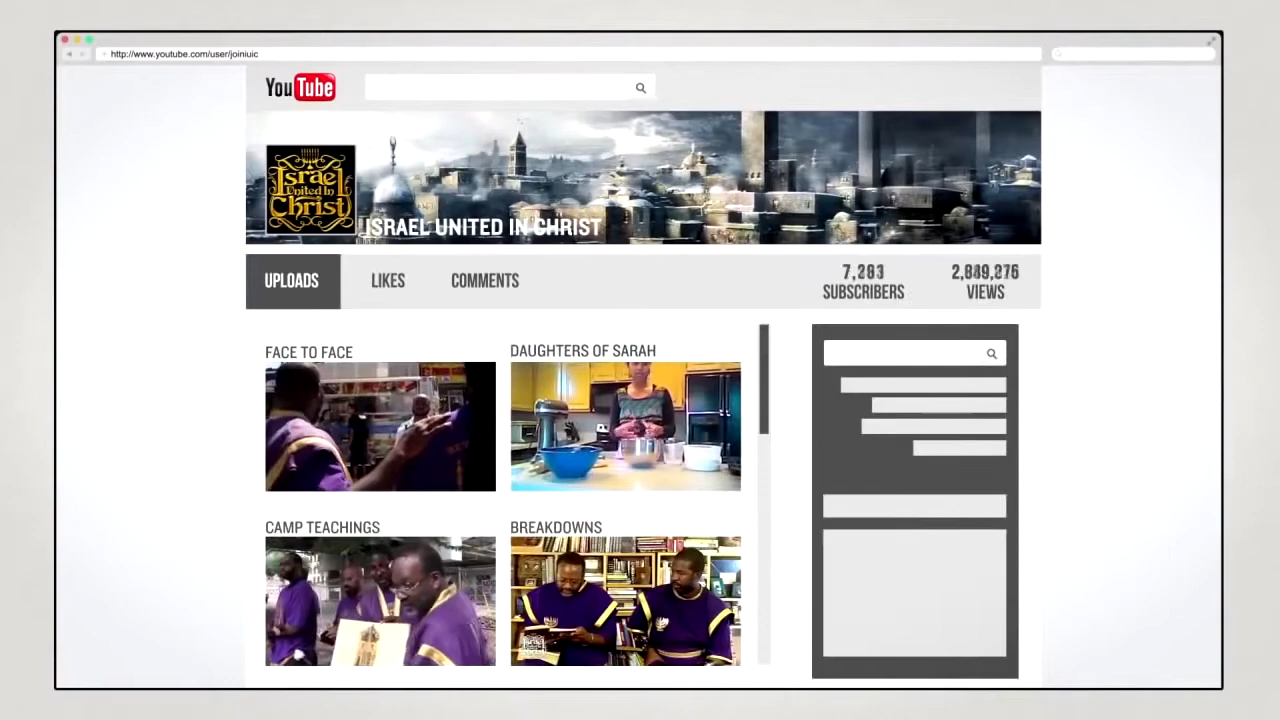 http://www.youtube.com/user/joiniuic
YouTube
Israel
United In
Christ
ISRAEL UNITED IN CHRIST
UPLOADS
LIKES
COMMENTS
SUBSCRIBERS
VIEWS
FACE TO FACE
DAUGHTERS OF SARAH
CAMP TEACHINGS
BREAKDOWNS